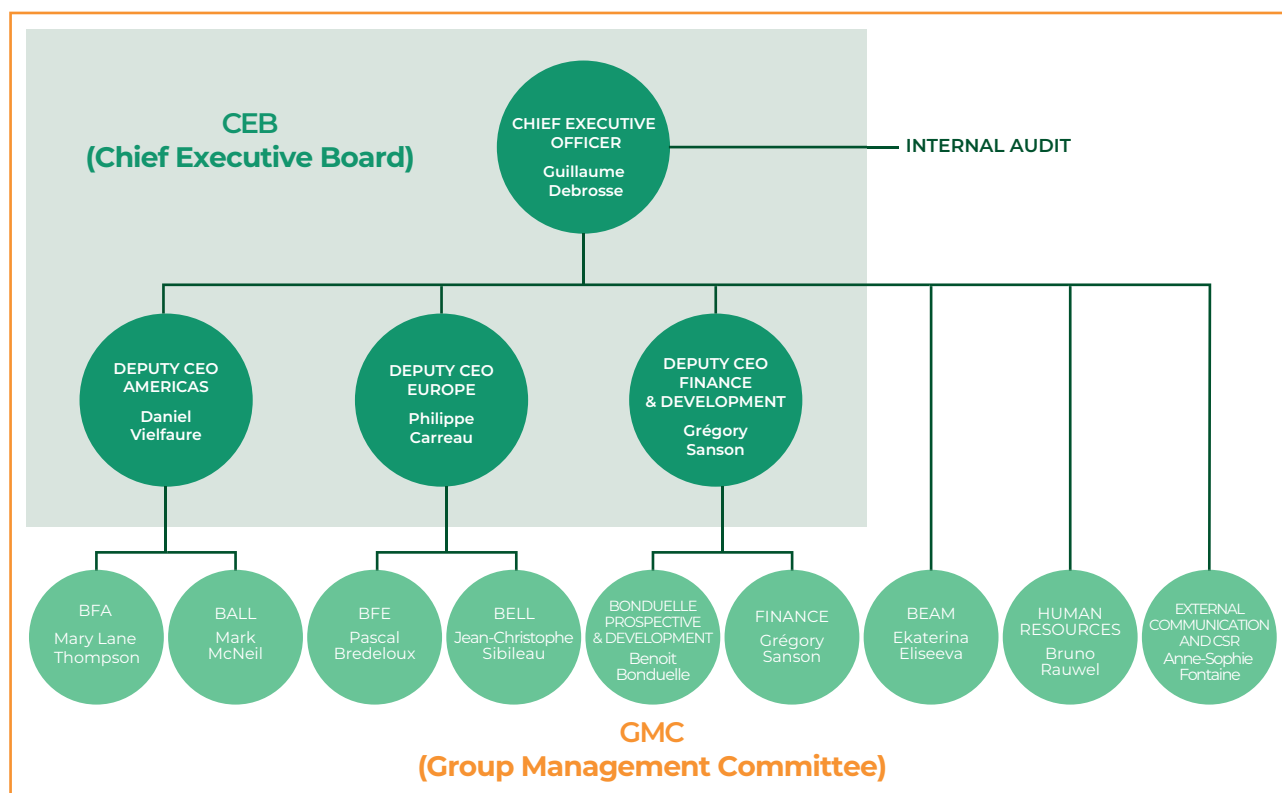 CEB
(Chief Executive Board)
CHIEF EXECUTIVE
OFFICER
Guillaume
Debrosse
INTERNAL AUDIT
DEPUTY CEO
AMERICAS
Daniel
Vielfaure
DEPUTY CEO
EUROPE
Philippe
Carreau
DEPUTY CEO
FINANCE
& DEVELOPMENT
Grégory
Sanson
BFA
Mary Lane
Thompson
BALL
Mark
McNeil
BFE
Pascal
Bredeloux
BELL
Jean-Christophe
Sibileau
BONDUELLE
PROSPECTIVE
& DEVELOPMENT
Benoit
Bonduelle
FINANCE
Grégory
Sanson
BEAM
Ekaterina
Eliseeva
HUMAN
RESOURCES
Bruno
Rauwel
EXTERNAL
COMMUNICATION
AND CSR
Anne-Sophie
Fontaine
GMC
(Group Management Committee)